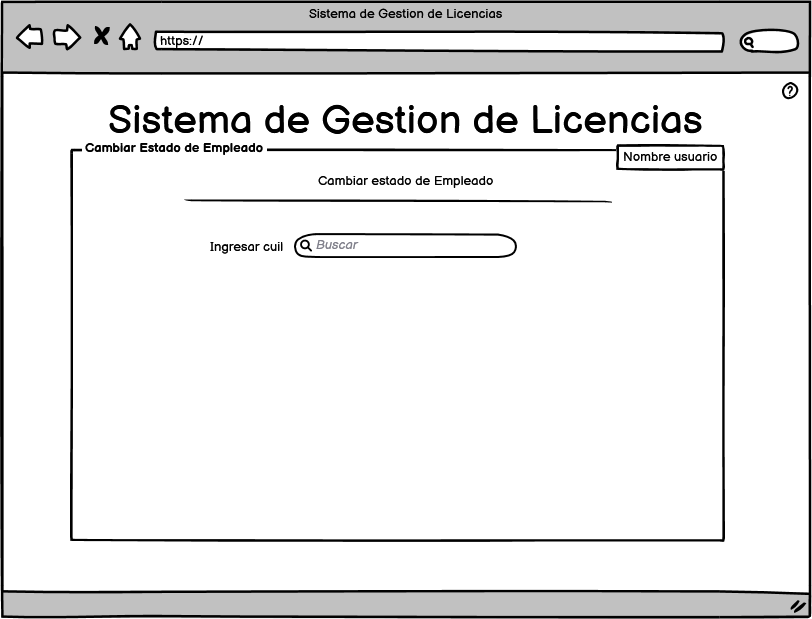 Sistema de Gestion de Licencias
https://
?
Sistema de Gestion de Licencias
Cambiar Estado de Empleado
Nombre usuario
Cambiar estado de Empleado
Ingresar cuil
Buscar